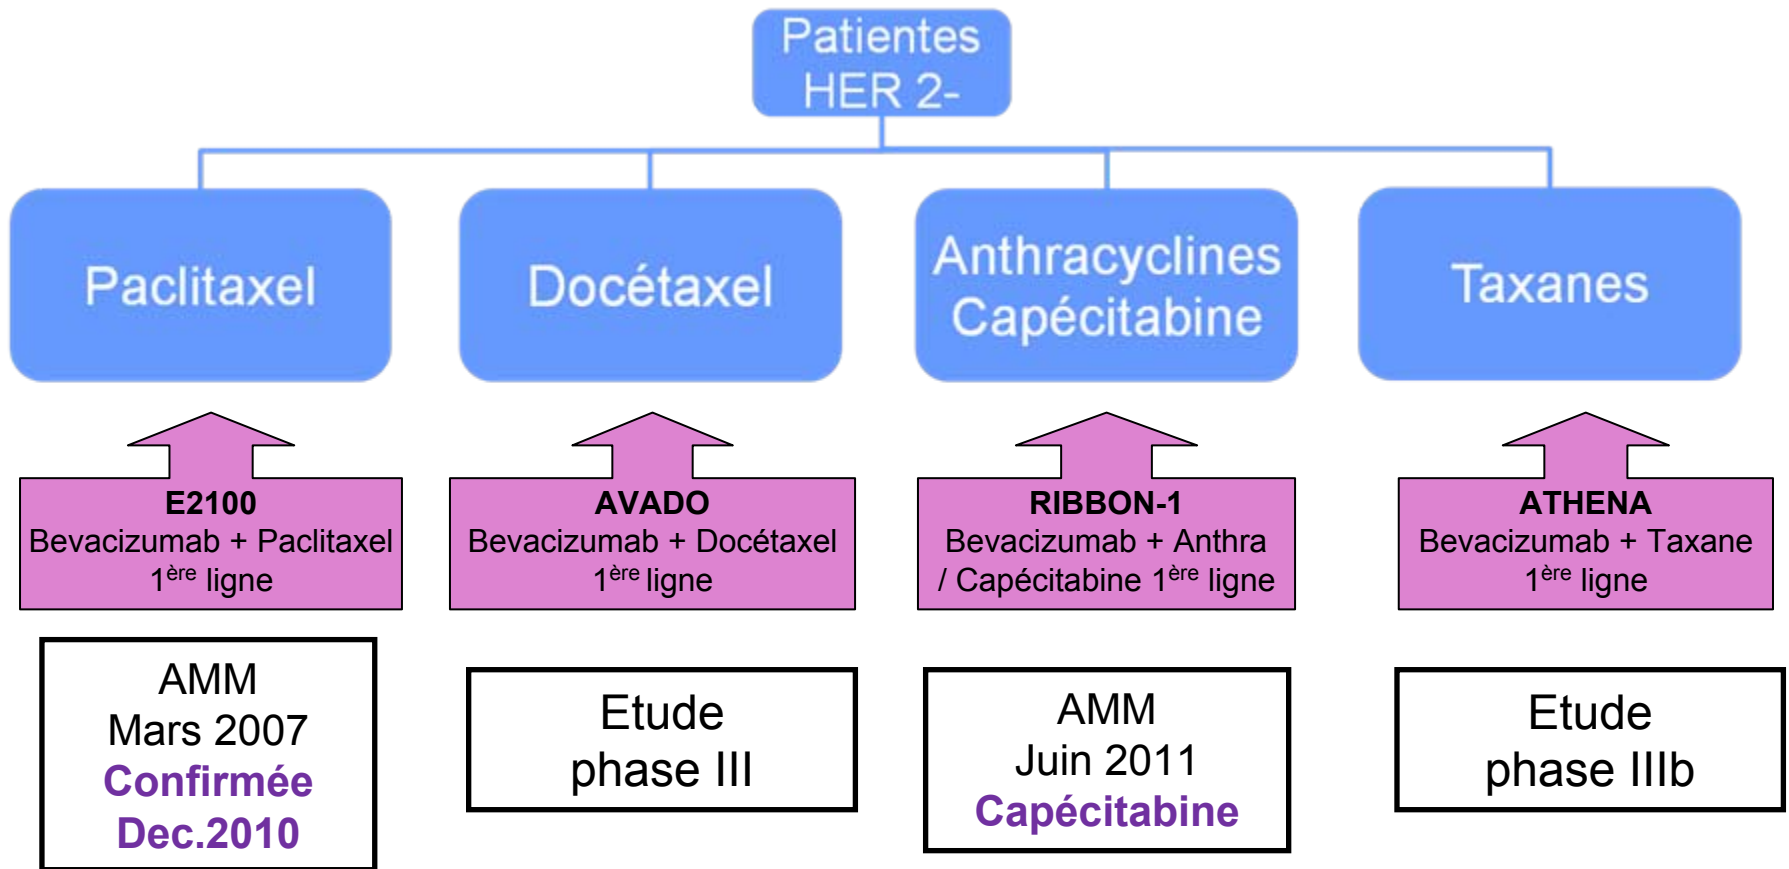 Patientes
HER 2-
Paclitaxel
Docétaxel
Anthracyclines
Capécitabine
Taxanes
E2100
Bevacizumab + Paclitaxel
1ère ligne
AVADO
Bevacizumab + Docétaxel
1ère ligne
RIBBON-1
Bevacizumab + Anthra
/ Capécitabine 1ère ligne
ATHENA
Bevacizumab + Taxane
1ère ligne
AMM
Mars 2007
Confirmée
Dec.2010
Etude
phase III
AMM
Juin 2011
Capécitabine
Etude
phase IIIb